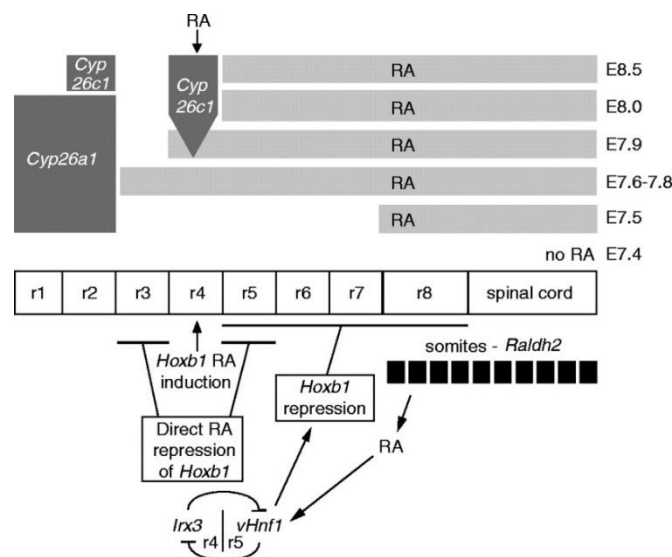 RA
Cyp
26c1
Cyp
26c1
RA
E8.5
RA
E8.0
Cyp26a1
RA
E7.9
RA
E7.6-7.8
RA
E7.5
no RA
E7.4
r1
r2
r3
r4
r5
r6
r7
r8
spinal cord
Hoxb1 RA
induction
somites - Raldh2
Hoxb1
repression
Direct RA
repression
of Hoxb1
RA
Irx3
vHnf1
r4
r5